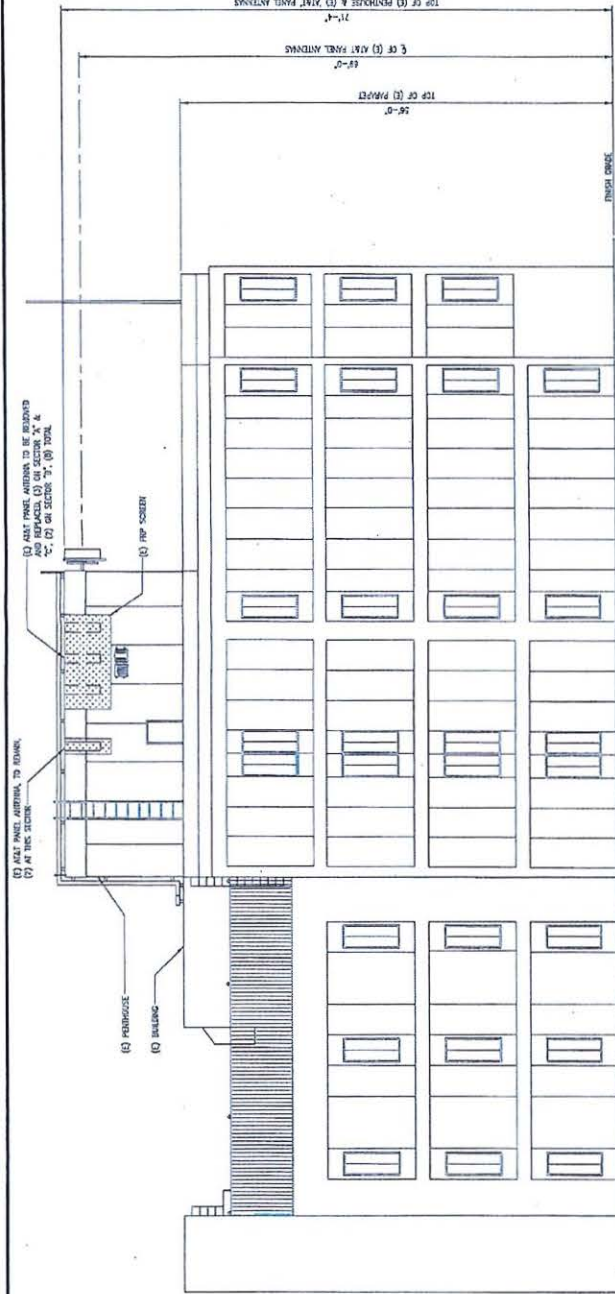 TOP OF (E) PENTHOUSE & (E) AT&T PANEL ANTENNAS
71'-4"
℄ OF (E) AT&T PANEL ANTENNAS
69'-0"
TOP OF (E) PARAPET
56'-0"
FINISH GRADE
(E) AT&T PANEL ANTENNA TO BE REMOVED
AND REPLACED, (3) ON SECTOR "A" &
"C", (2) ON SECTOR "B", (8) TOTAL
(E) FRP SCREEN
(E) AT&T PANEL ANTENNA, TO REMAIN,
(2) AT THIS SECTOR
(E) PENTHOUSE
(E) BUILDING